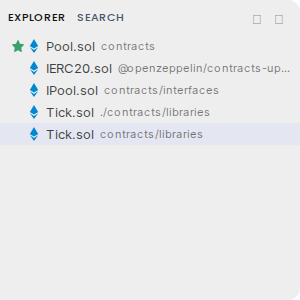 EXPLORER SEARCH
Pool.sol contracts
IERC20.sol @openzeppelin/contracts-up...
IPool.sol contracts/interfaces
Tick.sol ./contracts/libraries
Tick.sol contracts/libraries